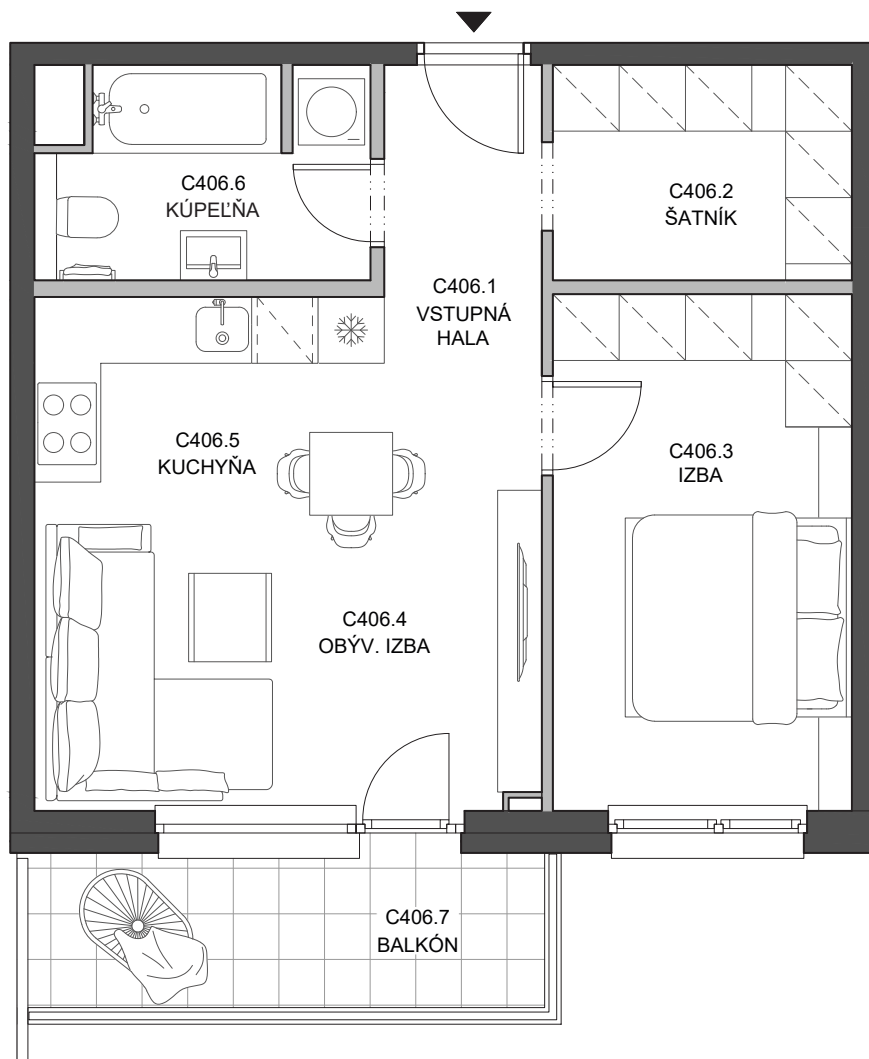 C406.6
KÚPEĽŇA
C406.2
ŠATNÍK
C406.1
VSTUPNÁ
HALA
C406.5
KUCHYŇA
C406.3
IZBA
C406.4
OBÝV. IZBA
C406.7
BALKÓN